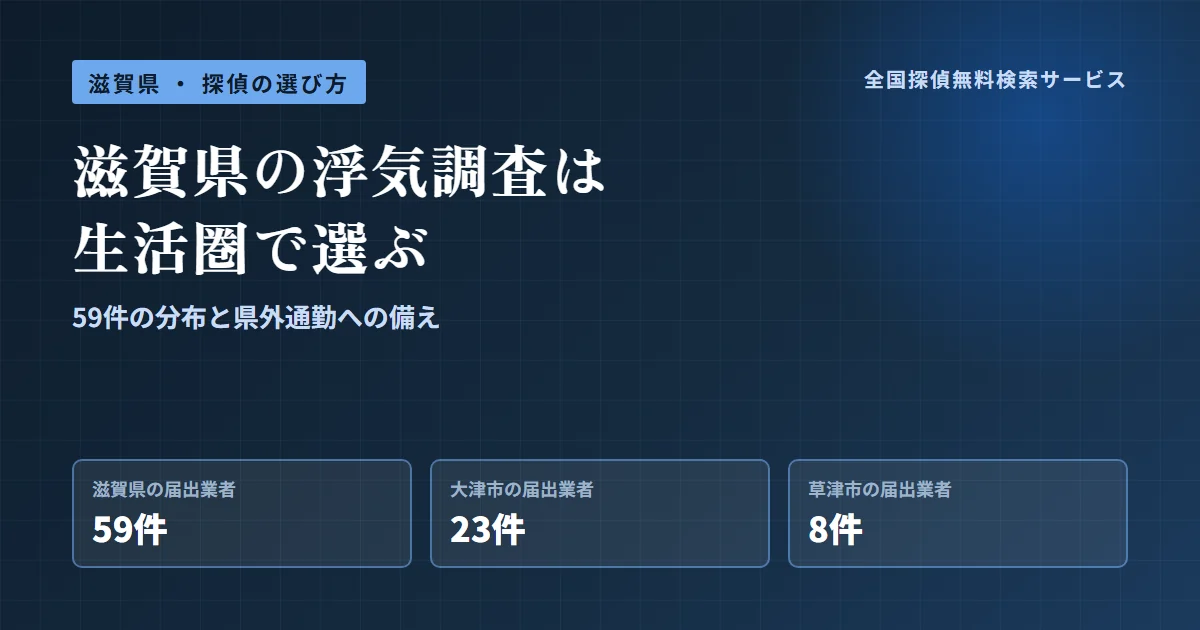 滋賀県 ・ 探偵の選び方
全国探偵無料検索サービス
滋賀県の浮気調査は
生活圏で選ぶ
59件の分布と県外通勤への備え
滋賀県の届出業者
59件
大津市の届出業者
23件
草津市の届出業者
8件